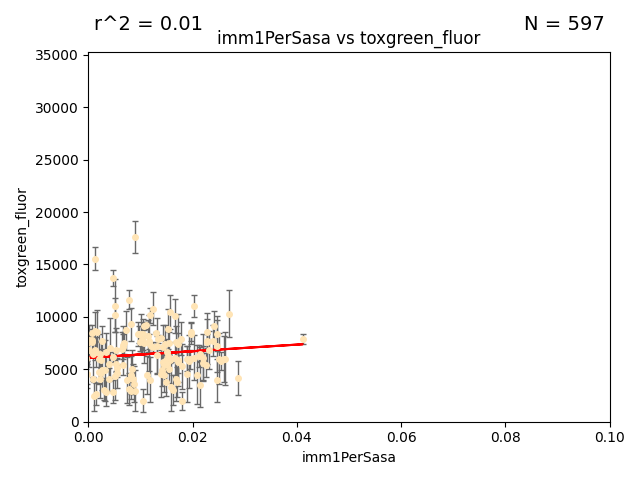 r^2 = 0.01
N = 597
imm1PerSasa vs toxgreen_fluor
35000
30000
25000
20000
15000
10000
5000
0
toxgreen_fluor
0.00
0.02
0.04
0.06
0.08
0.10
imm1PerSasa